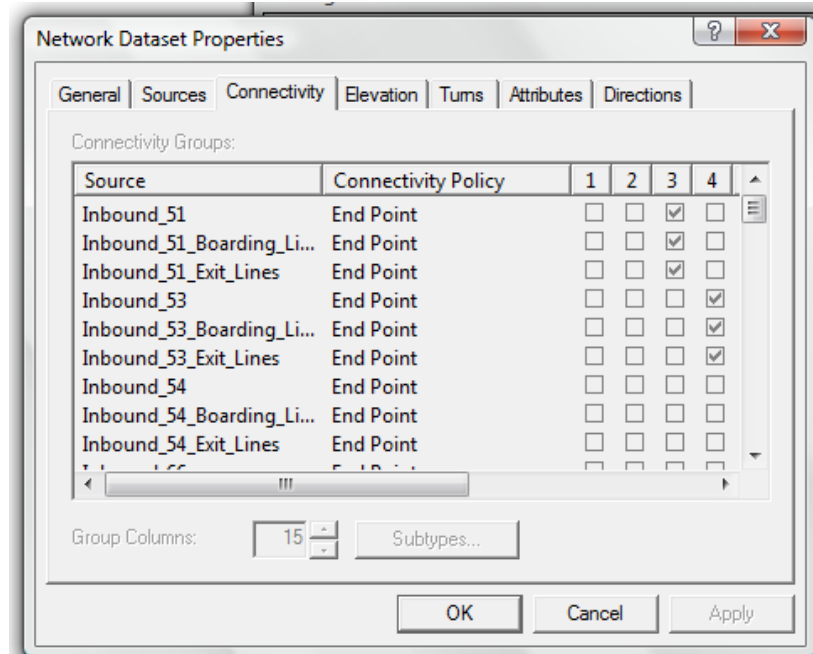 Network Dataset Properties
General Sources Connectivity Elevation Turns Attributes Directions
Connectivity Groups:
Source Connectivity Policy 1 2 3 4
Inbound_51 End Point
Inbound_51_Boarding_Li... End Point
Inbound_51_Exit_Lines End Point
Inbound_53 End Point
Inbound_53_Boarding_Li... End Point
Inbound_53_Exit_Lines End Point
Inbound_54 End Point
Inbound_54_Boarding_Li... End Point
Inbound_54_Exit_Lines End Point
Group Columns: 15 Subtypes...
OK Cancel Apply